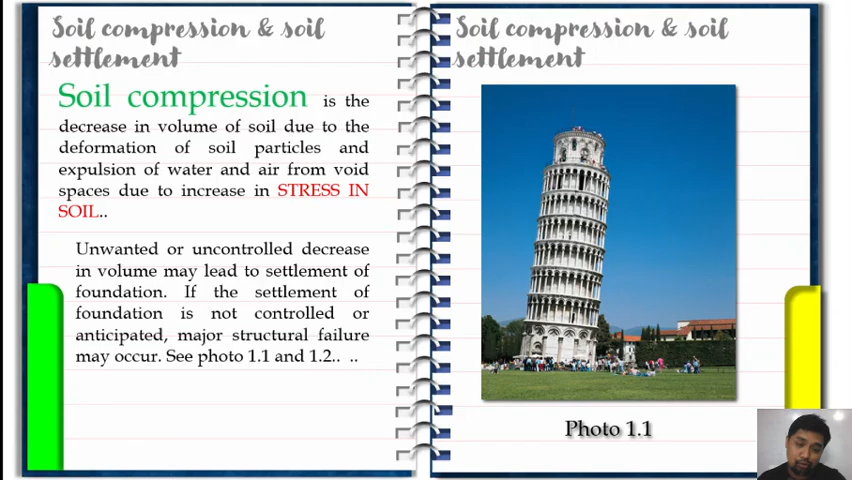 Soil compression & soil
settlement
Soil compression is the
decrease in volume of soil due to the
deformation of soil particles and
expulsion of water and air from void
spaces due to increase in STRESS IN
SOIL..
Unwanted or uncontrolled decrease
in volume may lead to settlement of
foundation. If the settlement of
foundation is not controlled or
anticipated, major structural failure
may occur. See photo 1.1 and 1.2.. ..
Soil compression & soil
settlement
Photo 1.1